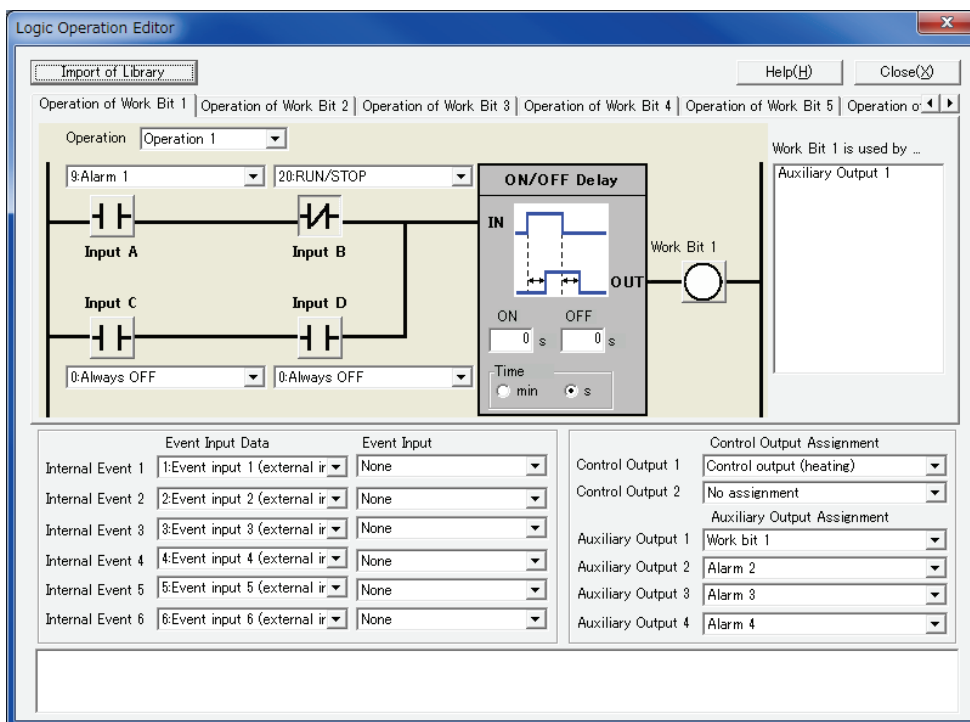 Logic Operation Editor
Import of Library Help(H) Close(X)
Operation of Work Bit 1 Operation of Work Bit 2 Operation of Work Bit 3 Operation of Work Bit 4 Operation of Work Bit 5 Operation o
Operation Operation 1
Work Bit 1 is used by ...
9:Alarm 1 20:RUN/STOP ON/OFF Delay Auxiliary Output 1
IN
Input A Input B Work Bit 1
OUT
Input C Input D ON OFF
0 s 0 s
0:Always OFF 0:Always OFF Time
min s
Event Input Data Event Input Control Output Assignment
Internal Event 1 1:Event input 1 (external ir None Control Output 1 Control output (heating)
Internal Event 2 2:Event input 2 (external ir None Control Output 2 No assignment
Auxiliary Output Assignment
Internal Event 3 3:Event input 3 (external ir None Auxiliary Output 1 Work bit 1
Internal Event 4 4:Event input 4 (external ir None Auxiliary Output 2 Alarm 2
Internal Event 5 5:Event input 5 (external ir None Auxiliary Output 3 Alarm 3
Internal Event 6 6:Event input 6 (external ir None Auxiliary Output 4 Alarm 4